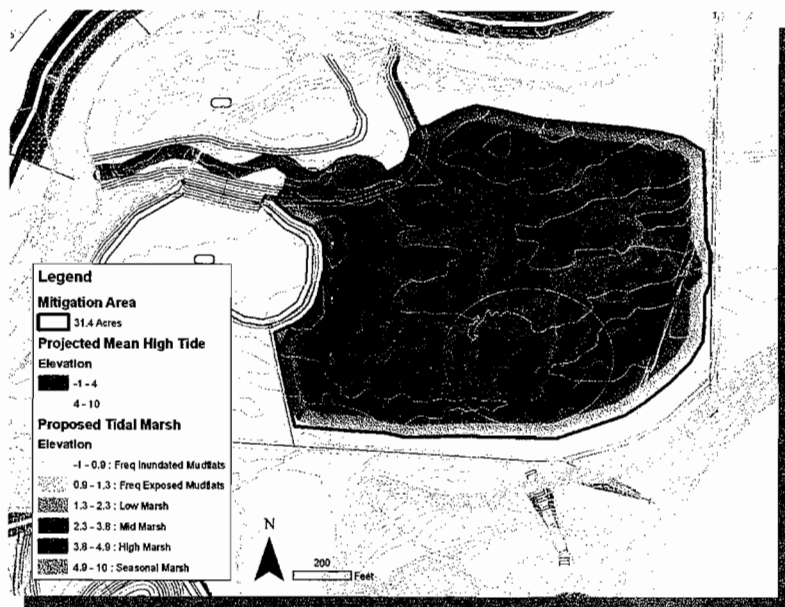 Legend
Mitigation Area
31.4 Acres
Projected Mean High Tide
Elevation
-1 - 4
4 - 10
Proposed Tidal Marsh
Elevation
-1 - 0.9 : Freq Inundated Mudflats
0.9 - 1.3 : Freq Exposed Mudflats
1.3 - 2.3 : Low Marsh
2.3 - 3.8 : Mid Marsh
3.8 - 4.9 : High Marsh
4.9 - 10 : Seasonal Marsh
N
200
Feet